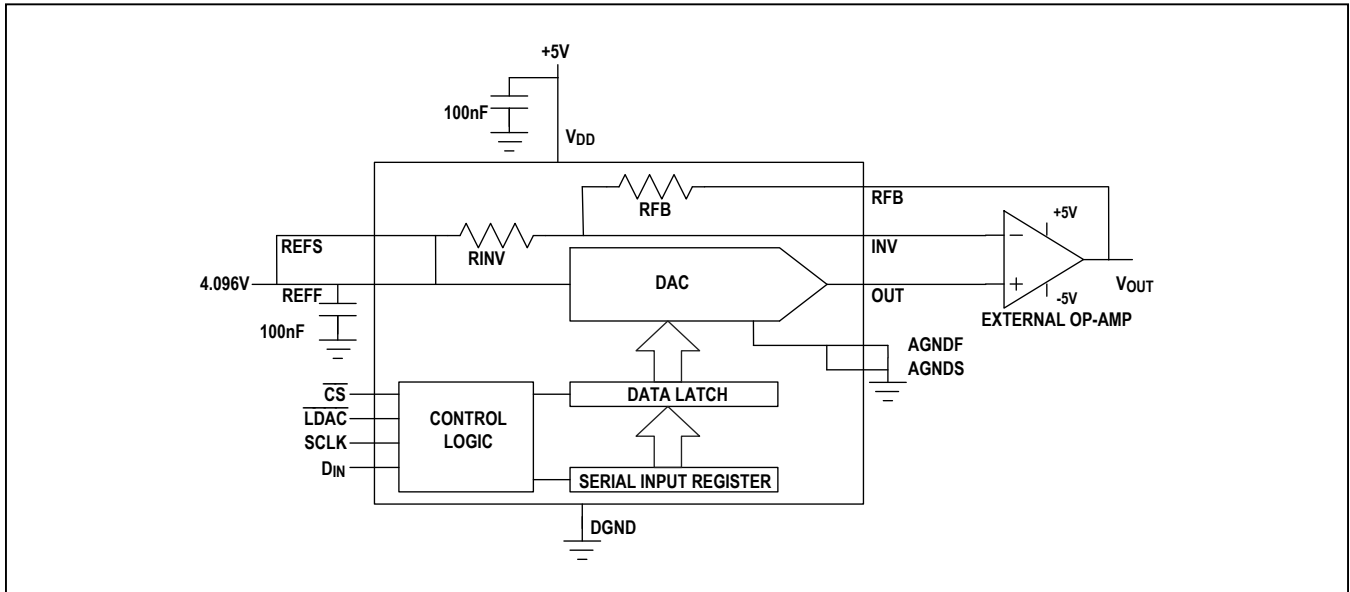 +5V
100nF
VDD
RFB
RFB
REFS
RINV
INV
+5V
−
4.096V
REFF
DAC
OUT
+
VOUT
-5V
100nF
EXTERNAL OP-AMP
AGNDF
AGNDS
CS
LDAC
SCLK
DIN
CONTROL
LOGIC
DATA LATCH
SERIAL INPUT REGISTER
DGND